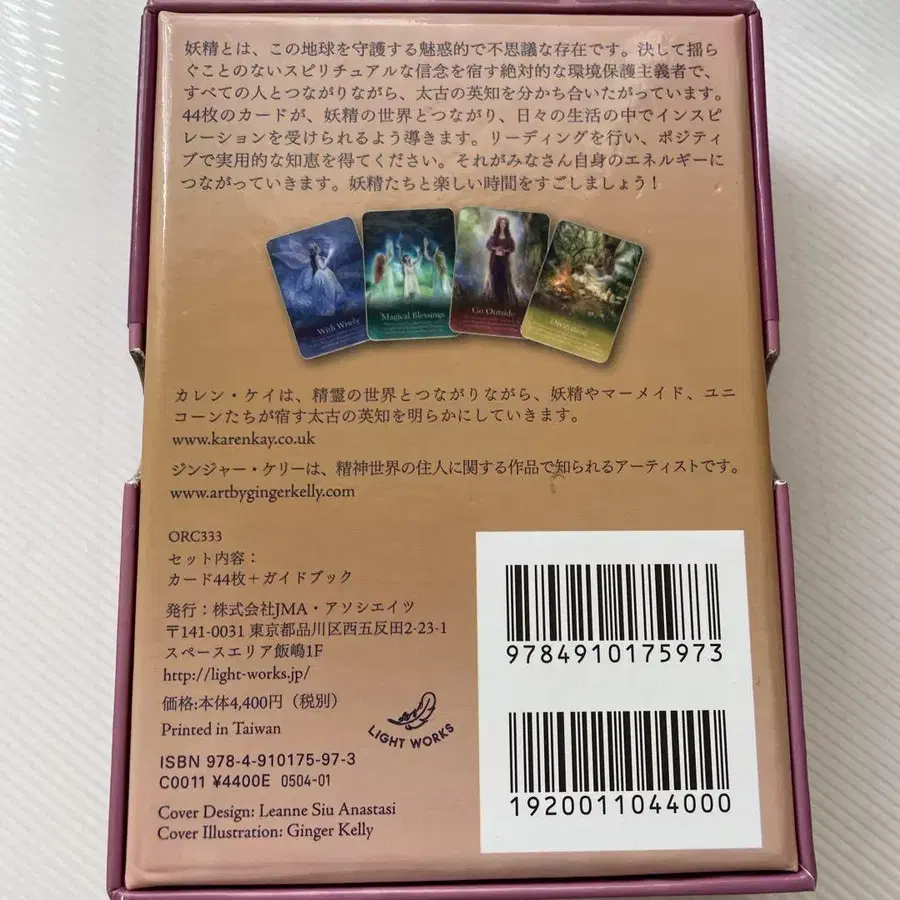 妖精とは、この地球を守護する魅惑的で不思議な存在です。決して揺ら
ぐことのないスピリチュアルな信念を宿す絶対的な環境保護主義者で、
すべての人とつながりながら、太古の英知を分かち合いたがっています。
44枚のカードが、妖精の世界とつながり、日々の生活の中でインスピ
レーションを受けられるよう導きます。リーディングを行い、ポジティ
ブで実用的な知恵を得てください。それがみなさん自身のエネルギーに
つながっていきます。妖精たちと楽しい時間をすごしましょう！
Wish Wisely
Magical Blessings
Go Outside
Divination
カレン・ケイは、精霊の世界とつながりながら、妖精やマーメイド、ユニ
コーンたちが宿す太古の英知を明らかにしていきます。
www.karenkay.co.uk
ジンジャー・ケリーは、精神世界の住人に関する作品で知られるアーティストです。
www.artbygingerkelly.com
ORC333
セット内容：
カード44枚＋ガイドブック
発行：株式会社JMA・アソシエイツ
〒141-0031 東京都品川区西五反田2-23-1
スペースエリア飯嶋1F
http://light-works.jp/
価格:本体4,400円（税別）
Printed in Taiwan
LIGHT WORKS
ISBN 978-4-910175-97-3
C0011 ¥4400E 0504-01
Cover Design: Leanne Siu Anastasi
Cover Illustration: Ginger Kelly
9784910175973
1920011044000